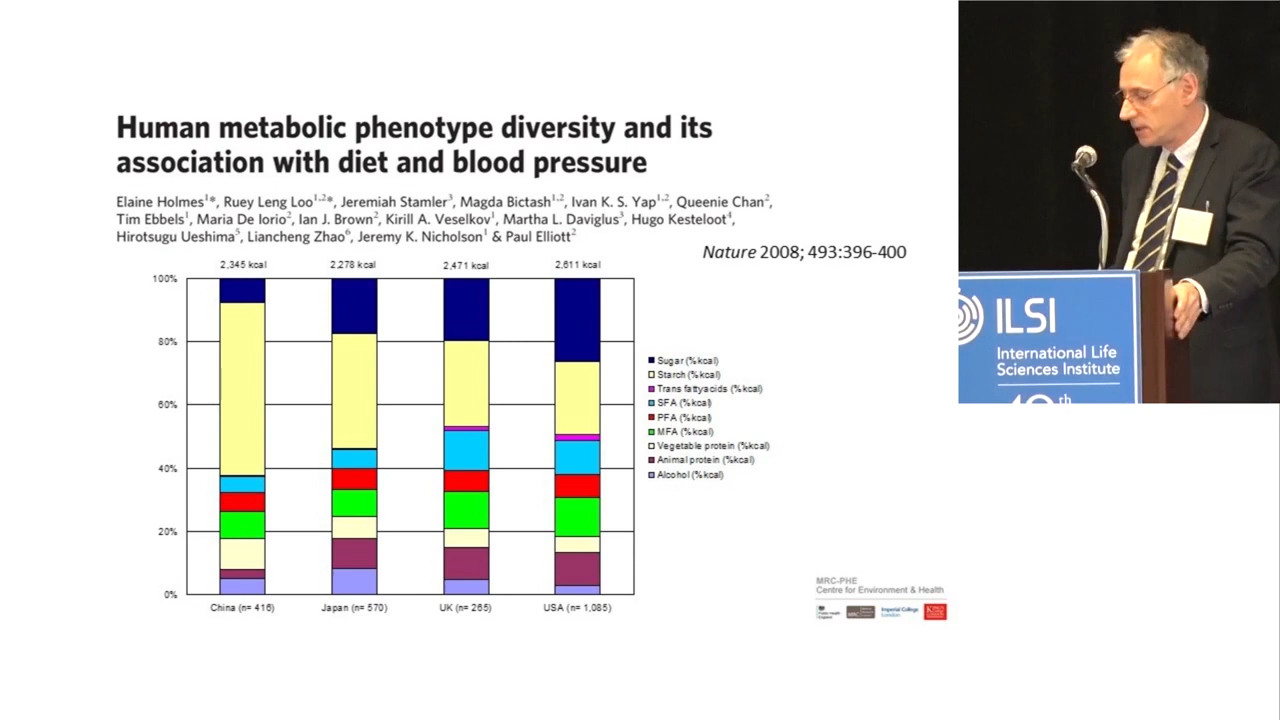 Human metabolic phenotype diversity and its
association with diet and blood pressure
Elaine Holmes¹*, Ruey Leng Loo¹,²*, Jeremiah Stamler³, Magda Bictash¹,², Ivan K. S. Yap¹,², Queenie Chan²,
Tim Ebbels¹, Maria De Iorio², Ian J. Brown², Kirill A. Veselkov¹, Martha L. Daviglus³, Hugo Kesteloot⁴,
Hirotsugu Ueshima⁵, Liancheng Zhao⁶, Jeremy K. Nicholson¹ & Paul Elliott²
Nature 2008; 493:396-400
2,345 kcal 2,278 kcal 2,471 kcal 2,611 kcal
100%
80%
60%
40%
20%
0%
China (n= 416) Japan (n= 570) UK (n= 265) USA (n= 1,085)
Sugar (%kcal)
Starch (%kcal)
Trans fattyacids (%kcal)
SFA (%kcal)
PFA (%kcal)
MFA (%kcal)
Vegetable protein (%kcal)
Animal protein (%kcal)
Alcohol (%kcal)
MRC-PHE
Centre for Environment & Health
Imperial College
London
ILSI
International Life
Sciences Institute